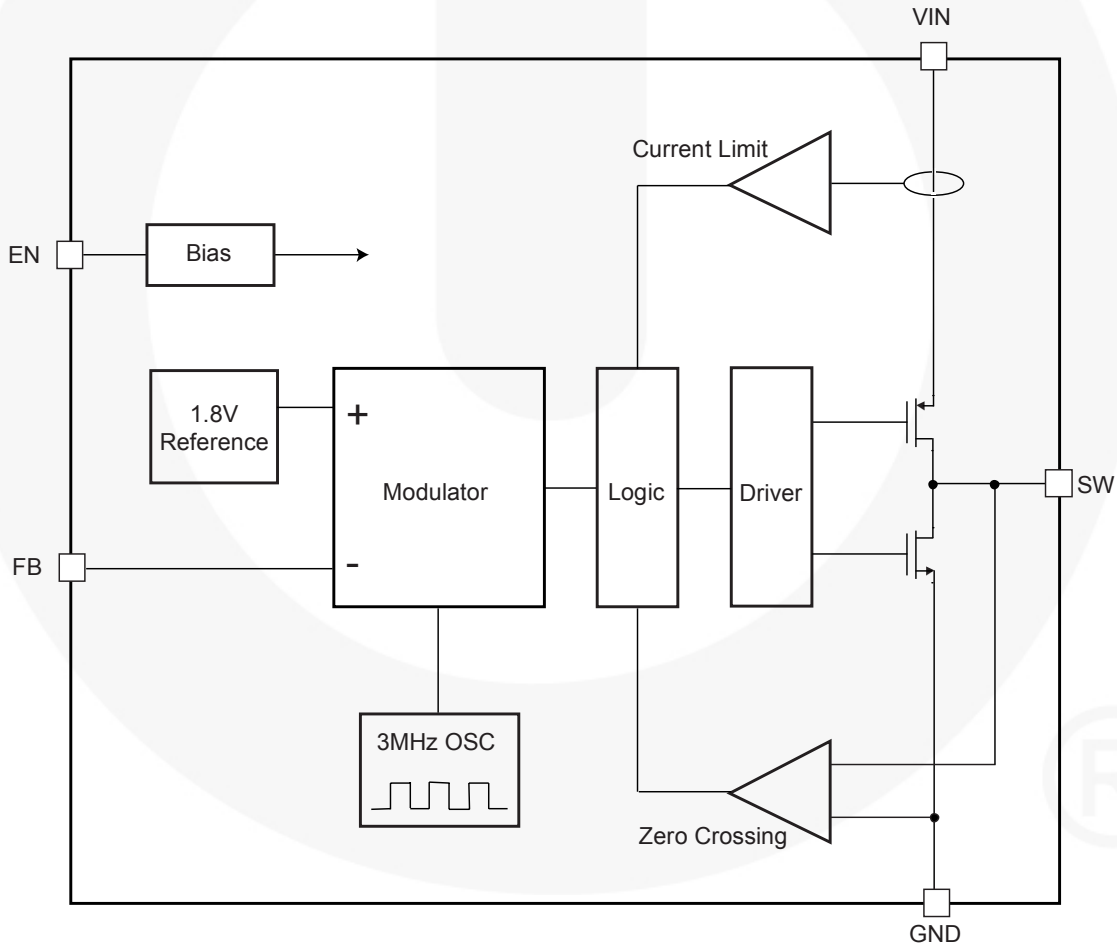 VIN
Current Limit
EN
Bias
1.8V
Reference
+
Modulator
Logic
Driver
SW
FB
-
3MHz OSC
Zero Crossing
GND
®